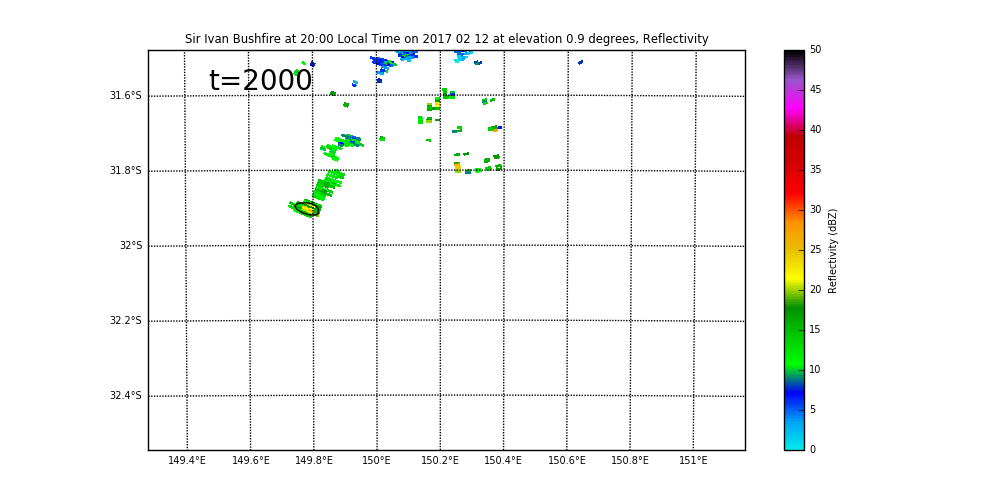 Sir Ivan Bushfire at 20:00 Local Time on 2017 02 12 at elevation 0.9 degrees, Reflectivity
t=2000
31.6°S
31.8°S
32°S
32.2°S
32.4°S
149.4°E 149.6°E 149.8°E 150°E 150.2°E 150.4°E 150.6°E 150.8°E 151°E
50
45
40
35
30
25
20
15
10
5
0
Reflectivity (dBZ)